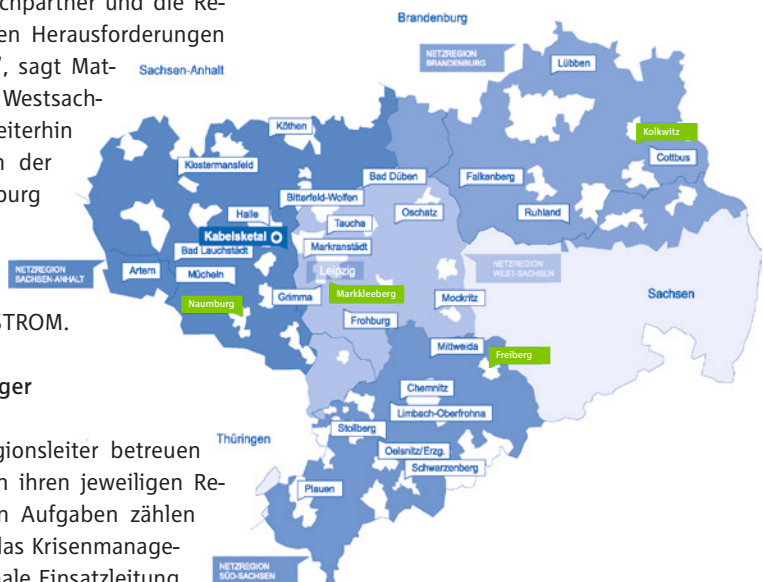 chpartner und die Re-
en Herausforderungen
, sagt Mat-
Westsach-
eiterhin
n der
burg
STROM.
ger
gionsleiter betreuen
n ihren jeweiligen Re-
n Aufgaben zählen
das Krisenmanage-
nale Einsatzleitung
Brandenburg
NETZREGION
BRANDENBURG
Lübben
Sachsen-Anhalt
Köthen
Kolkwitz
Cottbus
Klostermansfeld
Bad Düben
Falkenberg
Bitterfeld-Wolfen
Oschatz
Ruhland
Halle
Taucha
Kabelsketal
Markranstädt
Bad Lauchstädt
NETZREGION
SACHSEN-ANHALT
Artern
Mücheln
Leipzig
NETZREGION
WEST-SACHSEN
Naumburg
Grimma
Markkleeberg
Mockritz
Sachsen
Frohburg
Mittweida
Freiberg
Chemnitz
Limbach-Oberfrohna
Stollberg
Thüringen
Oelsnitz/Erzg.
Schwarzenberg
Plauen
NETZREGION
SÜD-SACHSEN